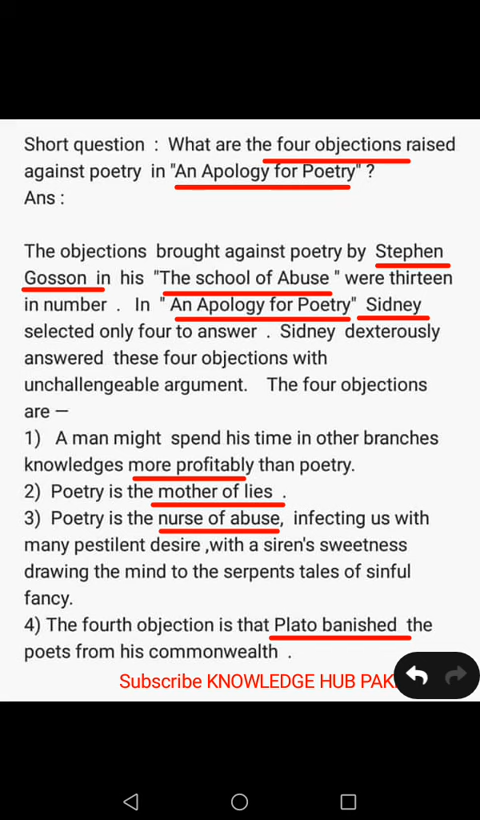 Short question : What are the four objections raised
against poetry in "An Apology for Poetry" ?
Ans :
The objections brought against poetry by Stephen
Gosson in his "The school of Abuse " were thirteen
in number . In " An Apology for Poetry" Sidney
selected only four to answer . Sidney dexterously
answered these four objections with
unchallengeable argument. The four objections
are —
1) A man might spend his time in other branches
knowledges more profitably than poetry.
2) Poetry is the mother of lies .
3) Poetry is the nurse of abuse, infecting us with
many pestilent desire ,with a siren's sweetness
drawing the mind to the serpents tales of sinful
fancy.
4) The fourth objection is that Plato banished the
poets from his commonwealth .
Subscribe KNOWLEDGE HUB PAK